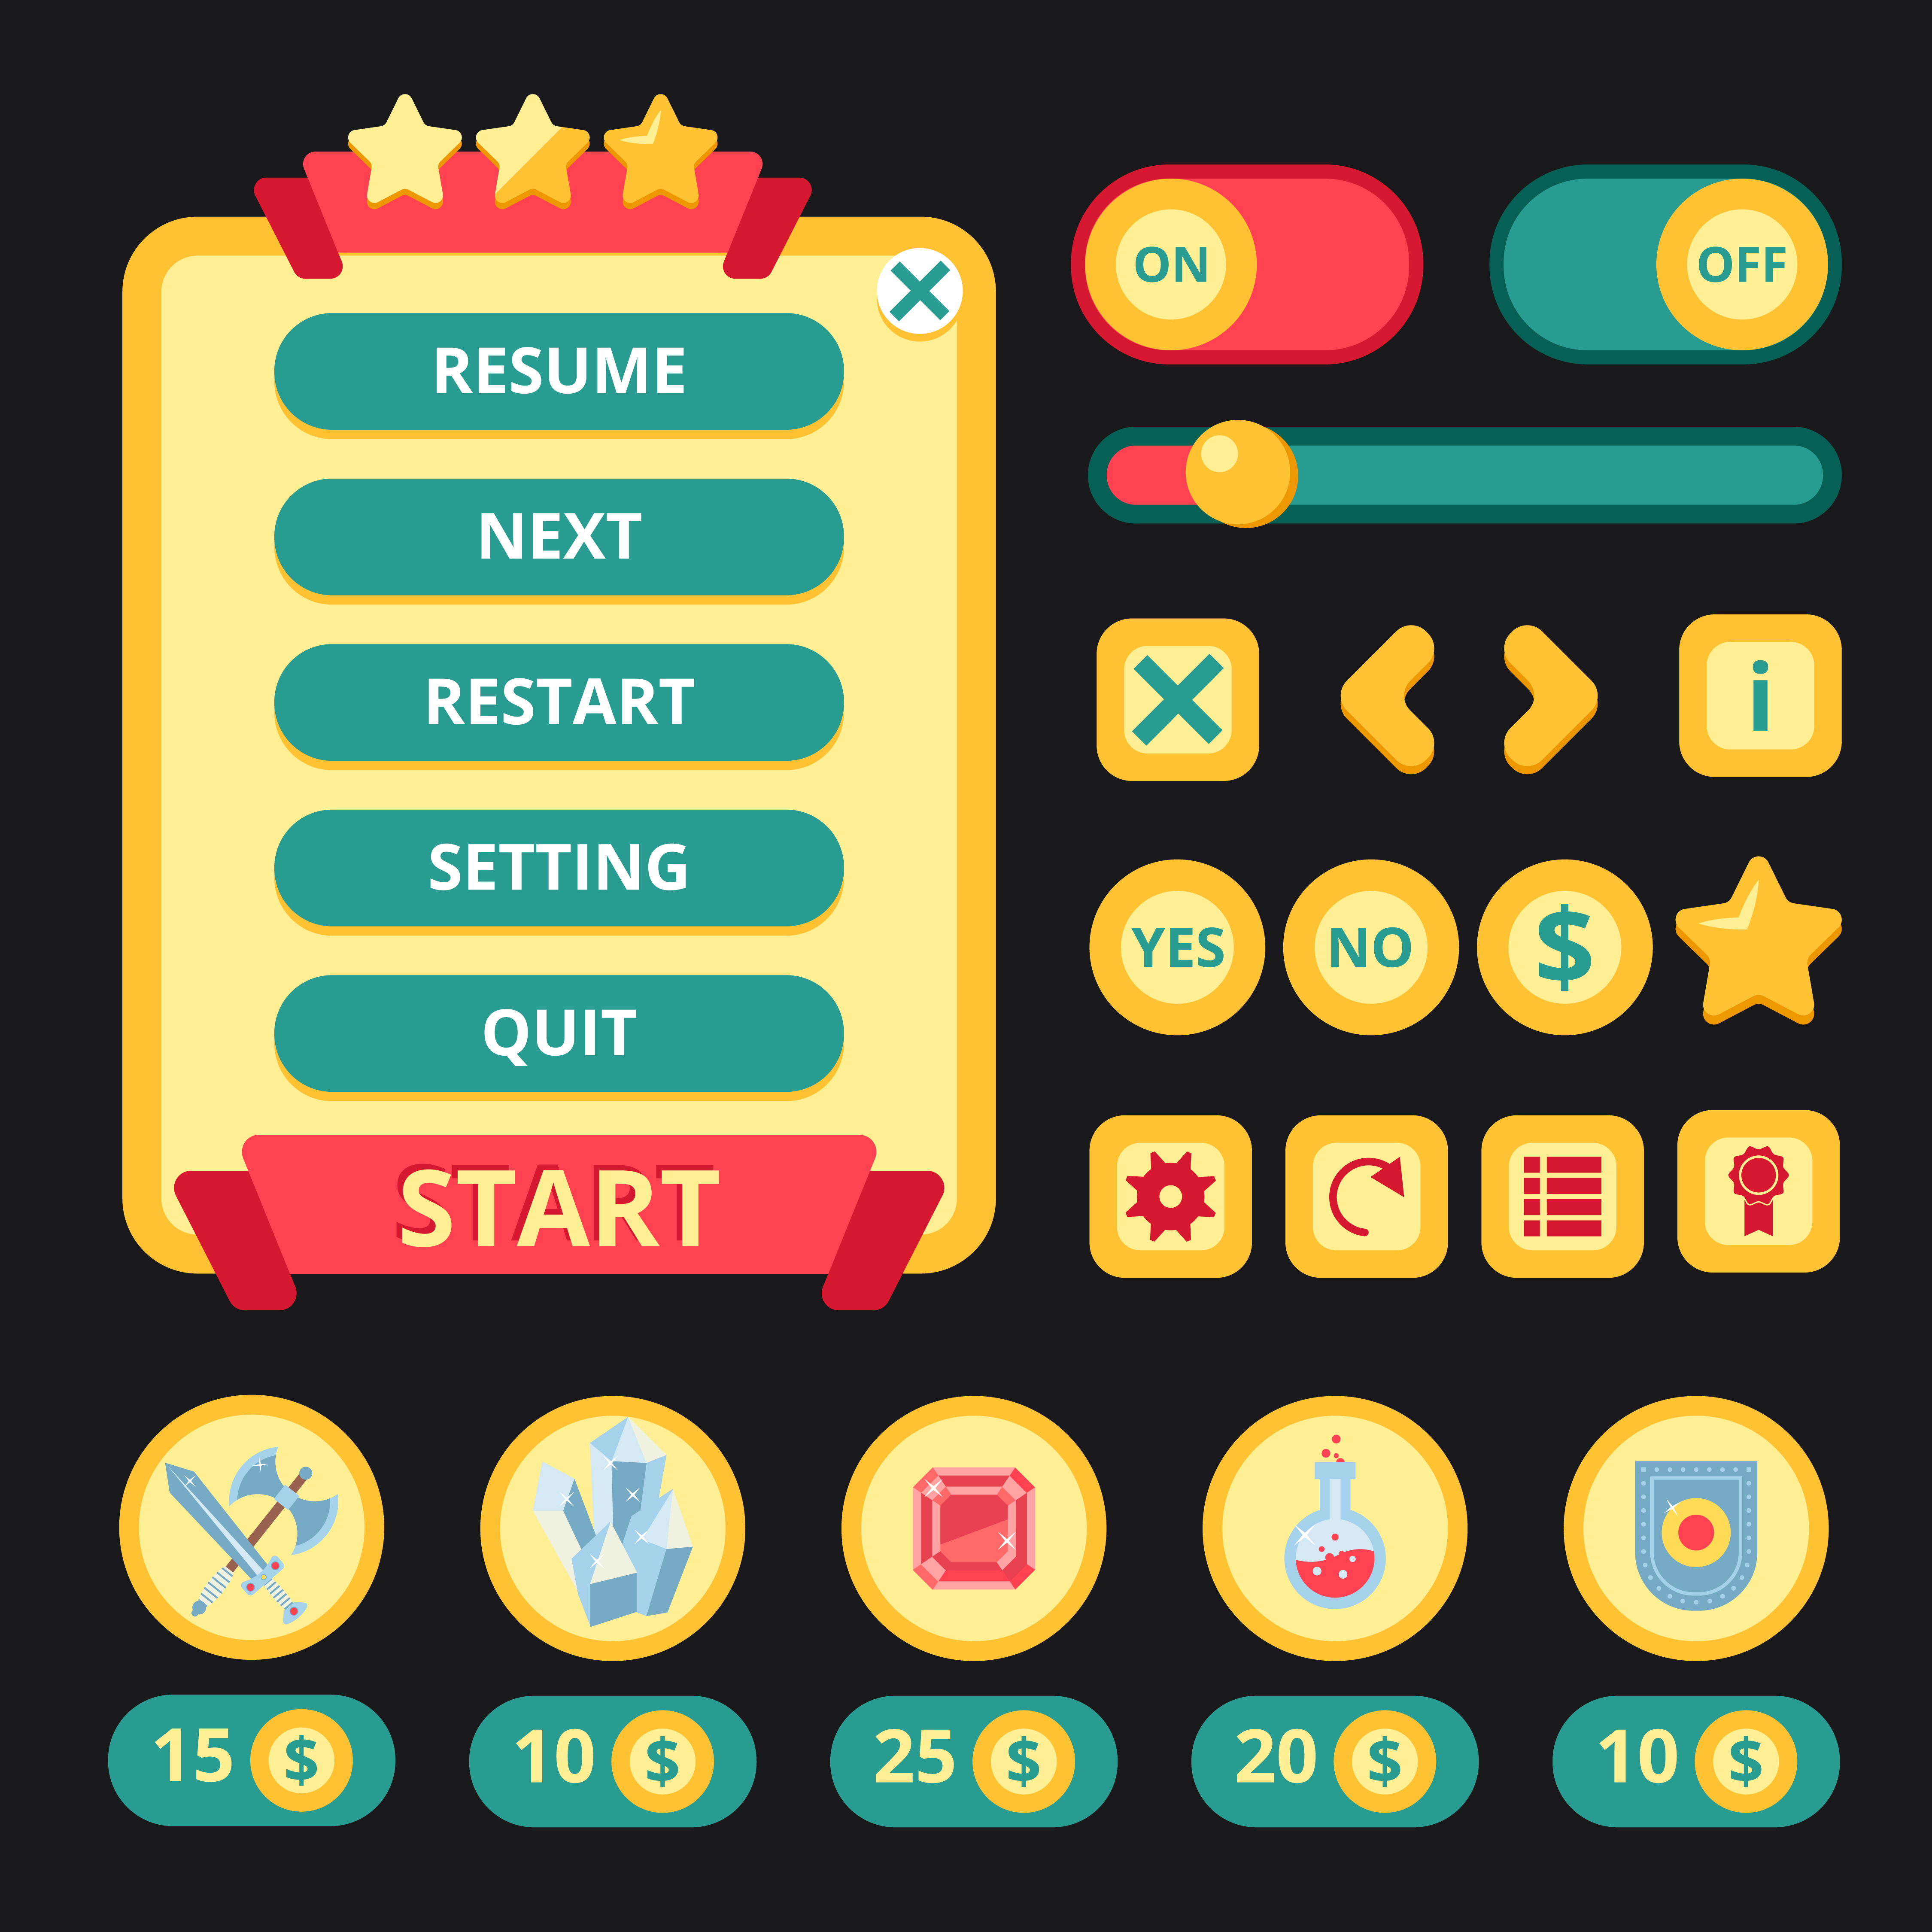 RESUME
NEXT
RESTART
SETTING
QUIT
START
ON
OFF
i
YES
NO
$
15 $
10 $
25 $
20 $
10 $